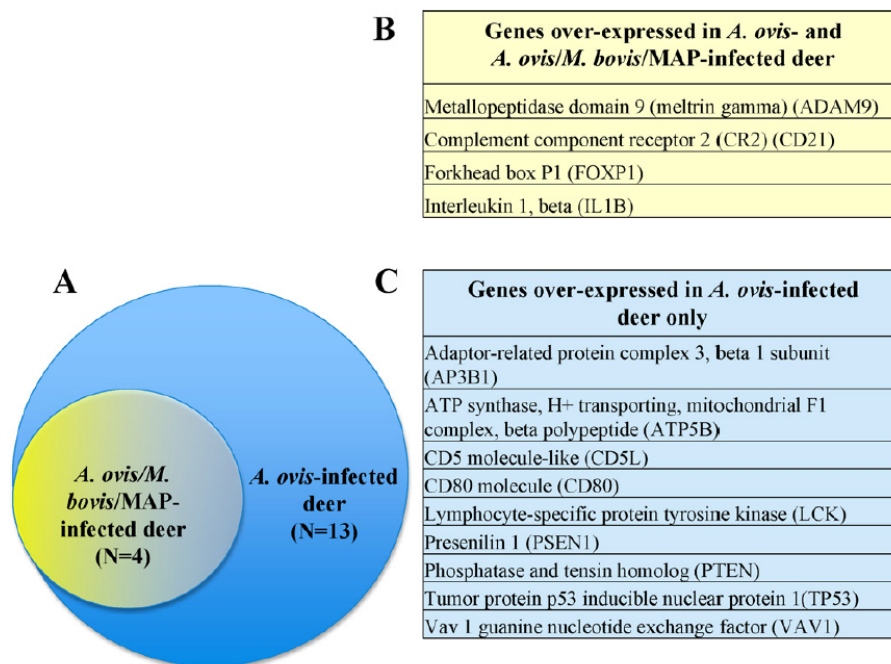 B
Genes over-expressed in A. ovis- and
A. ovis/M. bovis/MAP-infected deer
Metallopeptidase domain 9 (meltrin gamma) (ADAM9)
Complement component receptor 2 (CR2) (CD21)
Forkhead box P1 (FOXP1)
Interleukin 1, beta (IL1B)
A
A. ovis/M.
bovis/MAP-
infected deer
(N=4)
A. ovis-infected
deer
(N=13)
C
Genes over-expressed in A. ovis-infected
deer only
Adaptor-related protein complex 3, beta 1 subunit
(AP3B1)
ATP synthase, H+ transporting, mitochondrial F1
complex, beta polypeptide (ATP5B)
CD5 molecule-like (CD5L)
CD80 molecule (CD80)
Lymphocyte-specific protein tyrosine kinase (LCK)
Presenilin 1 (PSEN1)
Phosphatase and tensin homolog (PTEN)
Tumor protein p53 inducible nuclear protein 1(TP53)
Vav 1 guanine nucleotide exchange factor (VAV1)